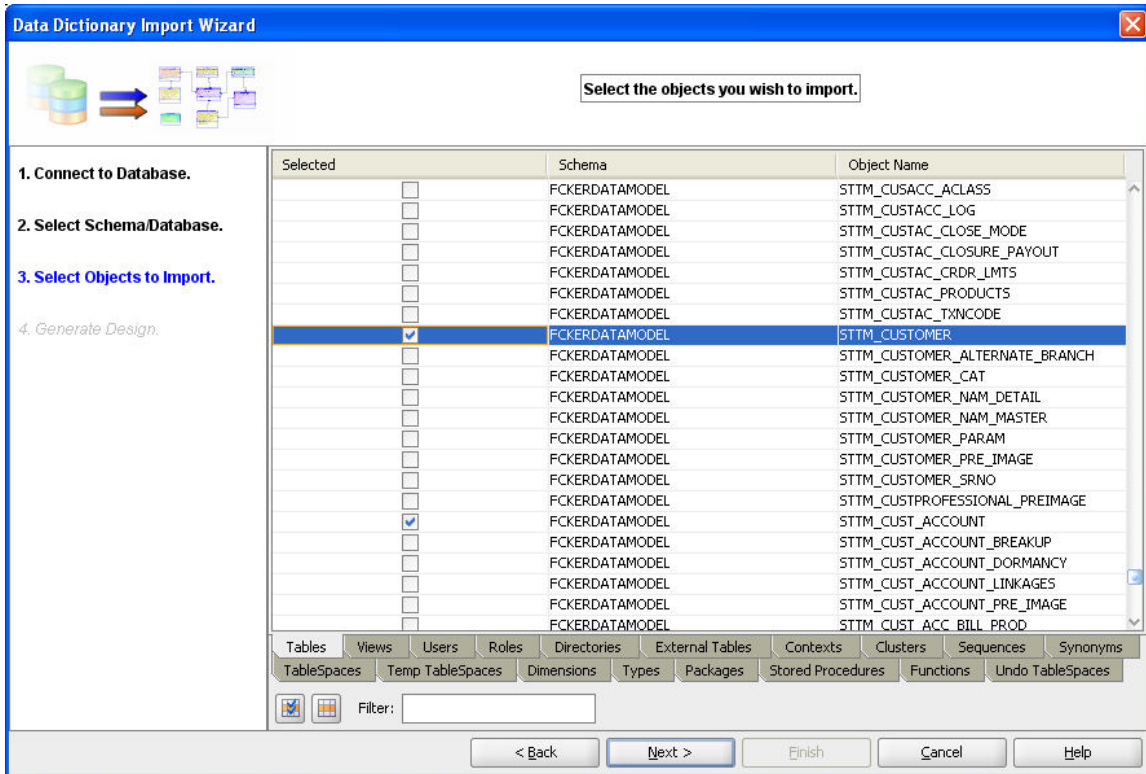 Data Dictionary Import Wizard
Select the objects you wish to import.
1. Connect to Database.
2. Select Schema/Database.
3. Select Objects to Import.
4. Generate Design.
Selected Schema Object Name
FCKERDATAMODEL STTM_CUSACC_ACLASS
FCKERDATAMODEL STTM_CUSTACC_LOG
FCKERDATAMODEL STTM_CUSTAC_CLOSE_MODE
FCKERDATAMODEL STTM_CUSTAC_CLOSURE_PAYOUT
FCKERDATAMODEL STTM_CUSTAC_CRDR_LMTS
FCKERDATAMODEL STTM_CUSTAC_PRODUCTS
FCKERDATAMODEL STTM_CUSTAC_TXNCODE
FCKERDATAMODEL STTM_CUSTOMER
FCKERDATAMODEL STTM_CUSTOMER_ALTERNATE_BRANCH
FCKERDATAMODEL STTM_CUSTOMER_CAT
FCKERDATAMODEL STTM_CUSTOMER_NAM_DETAIL
FCKERDATAMODEL STTM_CUSTOMER_NAM_MASTER
FCKERDATAMODEL STTM_CUSTOMER_PARAM
FCKERDATAMODEL STTM_CUSTOMER_PRE_IMAGE
FCKERDATAMODEL STTM_CUSTOMER_SRNO
FCKERDATAMODEL STTM_CUSTPROFESSIONAL_PREIMAGE
FCKERDATAMODEL STTM_CUST_ACCOUNT
FCKERDATAMODEL STTM_CUST_ACCOUNT_BREAKUP
FCKERDATAMODEL STTM_CUST_ACCOUNT_DORMANCY
FCKERDATAMODEL STTM_CUST_ACCOUNT_LINKAGES
FCKERDATAMODEL STTM_CUST_ACCOUNT_PRE_IMAGE
FCKERDATAMODEL STTM_CUST_ACC_BILL_PROD
Tables Views Users Roles Directories External Tables Contexts Clusters Sequences Synonyms
TableSpaces Temp TableSpaces Dimensions Types Packages Stored Procedures Functions Undo TableSpaces
Filter:
< Back Next > Finish Cancel Help